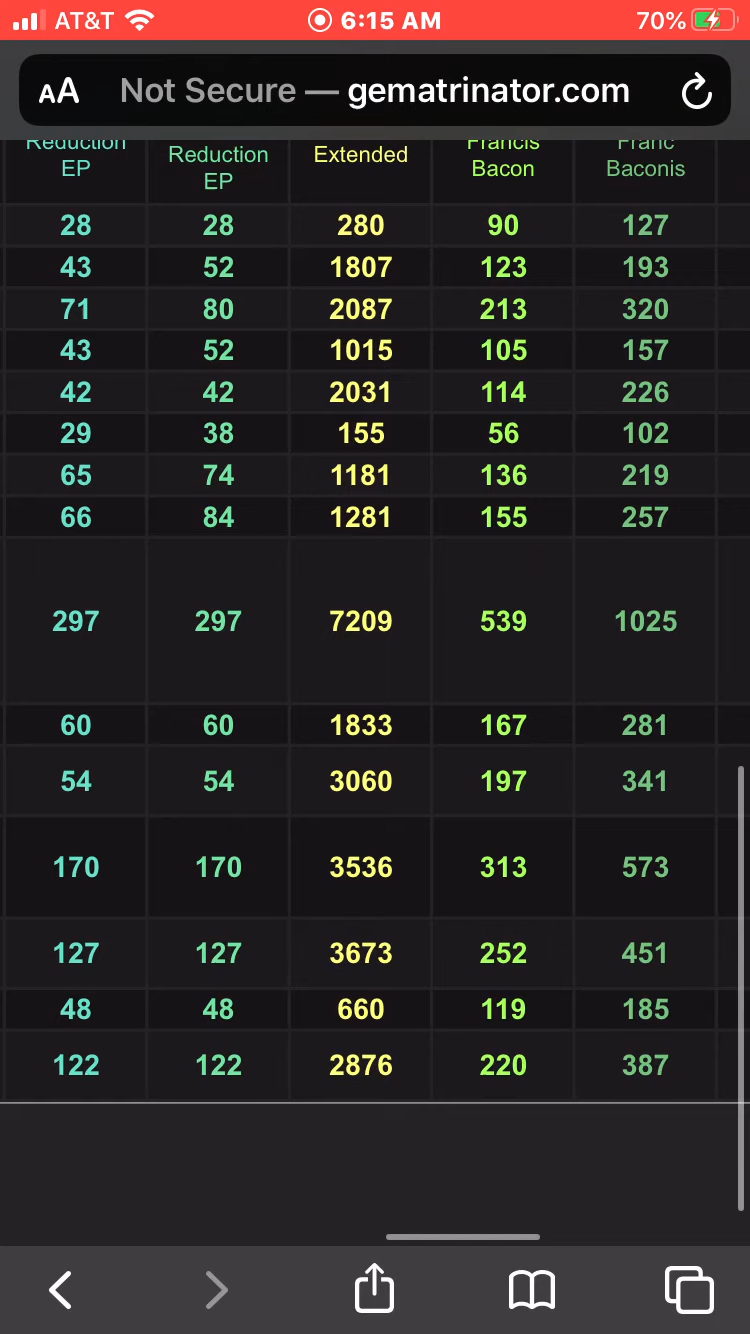 AT&T 6:15 AM 70%
AA Not Secure — gematrinator.com
Reduction EP Reduction EP Extended Francis Bacon Franc Baconis
28 28 280 90 127
43 52 1807 123 193
71 80 2087 213 320
43 52 1015 105 157
42 42 2031 114 226
29 38 155 56 102
65 74 1181 136 219
66 84 1281 155 257
297 297 7209 539 1025
60 60 1833 167 281
54 54 3060 197 341
170 170 3536 313 573
127 127 3673 252 451
48 48 660 119 185
122 122 2876 220 387